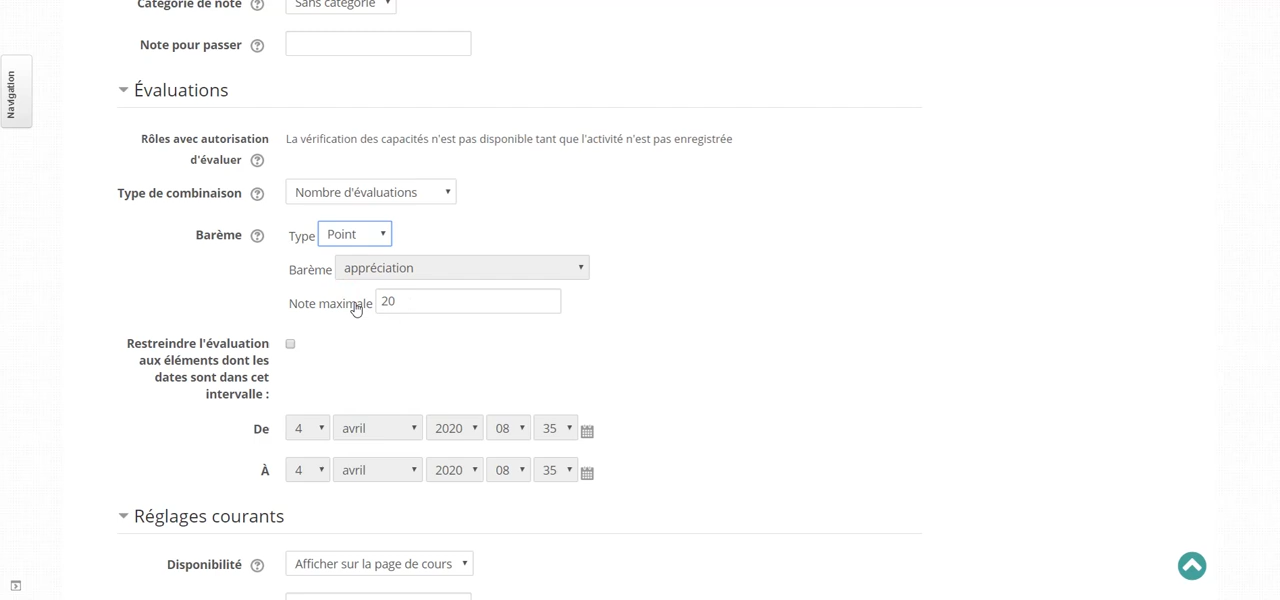 Catégorie de note Sans catégorie
Note pour passer
Navigation
Évaluations
Rôles avec autorisation d'évaluer La vérification des capacités n'est pas disponible tant que l'activité n'est pas enregistrée
Type de combinaison Nombre d'évaluations
Barème Type Point
Barème appréciation
Note maximale 20
Restreindre l'évaluation
aux éléments dont les
dates sont dans cet
intervalle :
De 4 avril 2020 08 35
À 4 avril 2020 08 35
Réglages courants
Disponibilité Afficher sur la page de cours